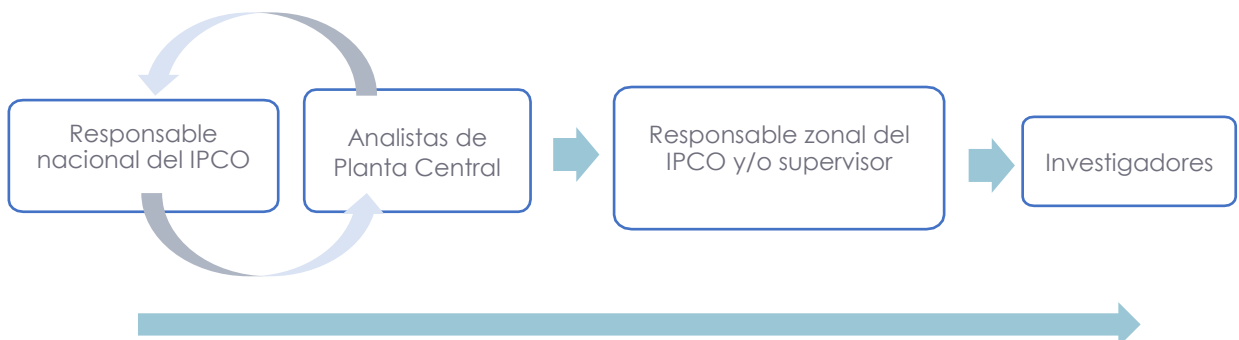 Responsable
nacional del IPCO
Analistas de
Planta Central
Responsable zonal del
IPCO y/o supervisor
Investigadores